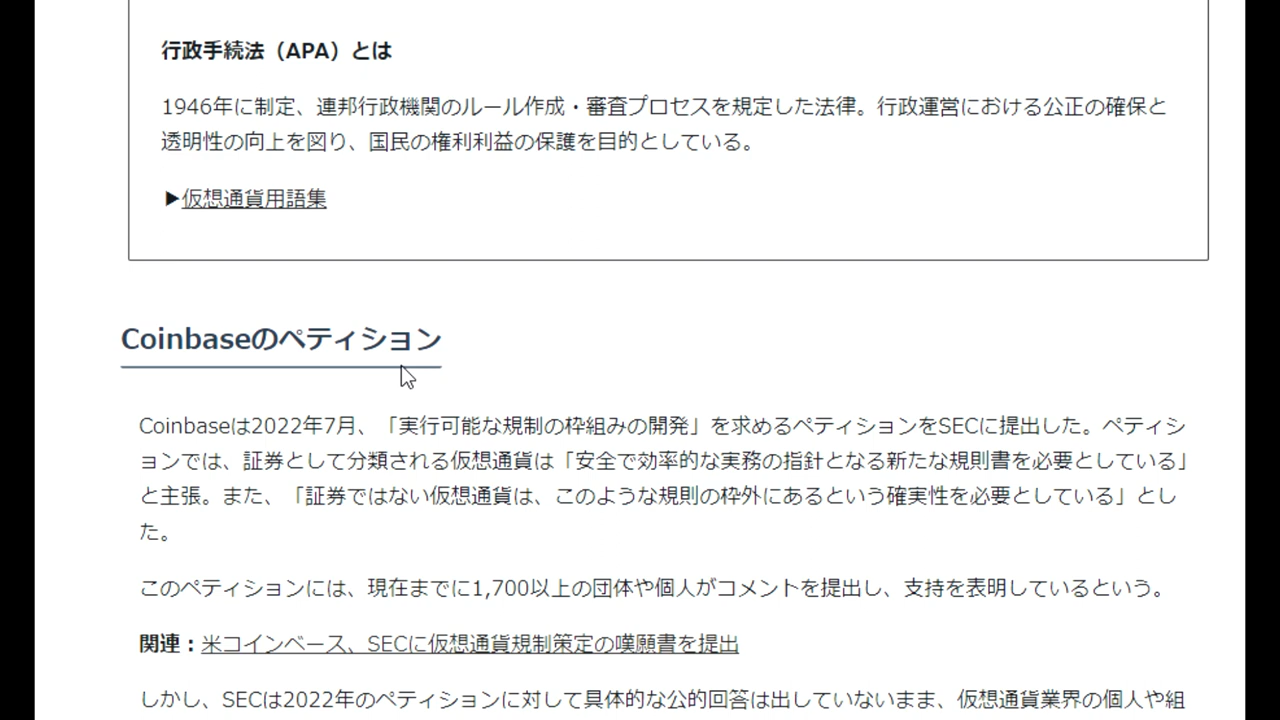 行政手続法（APA）とは
1946年に制定、連邦行政機関のルール作成・審査プロセスを規定した法律。行政運営における公正の確保と
透明性の向上を図り、国民の権利利益の保護を目的としている。
▶仮想通貨用語集
Coinbaseのペティション
Coinbaseは2022年7月、「実行可能な規制の枠組みの開発」を求めるペティションをSECに提出した。ペティシ
ョンでは、証券として分類される仮想通貨は「安全で効率的な実務の指針となる新たな規則書を必要としている」
と主張。また、「証券ではない仮想通貨は、このような規則の枠外にあるという確実性を必要としている」とし
た。
このペティションには、現在までに1,700以上の団体や個人がコメントを提出し、支持を表明しているという。
関連：米コインベース、SECに仮想通貨規制策定の嘆願書を提出
しかし、SECは2022年のペティションに対して具体的な公的回答は出していないまま、仮想通貨業界の個人や組